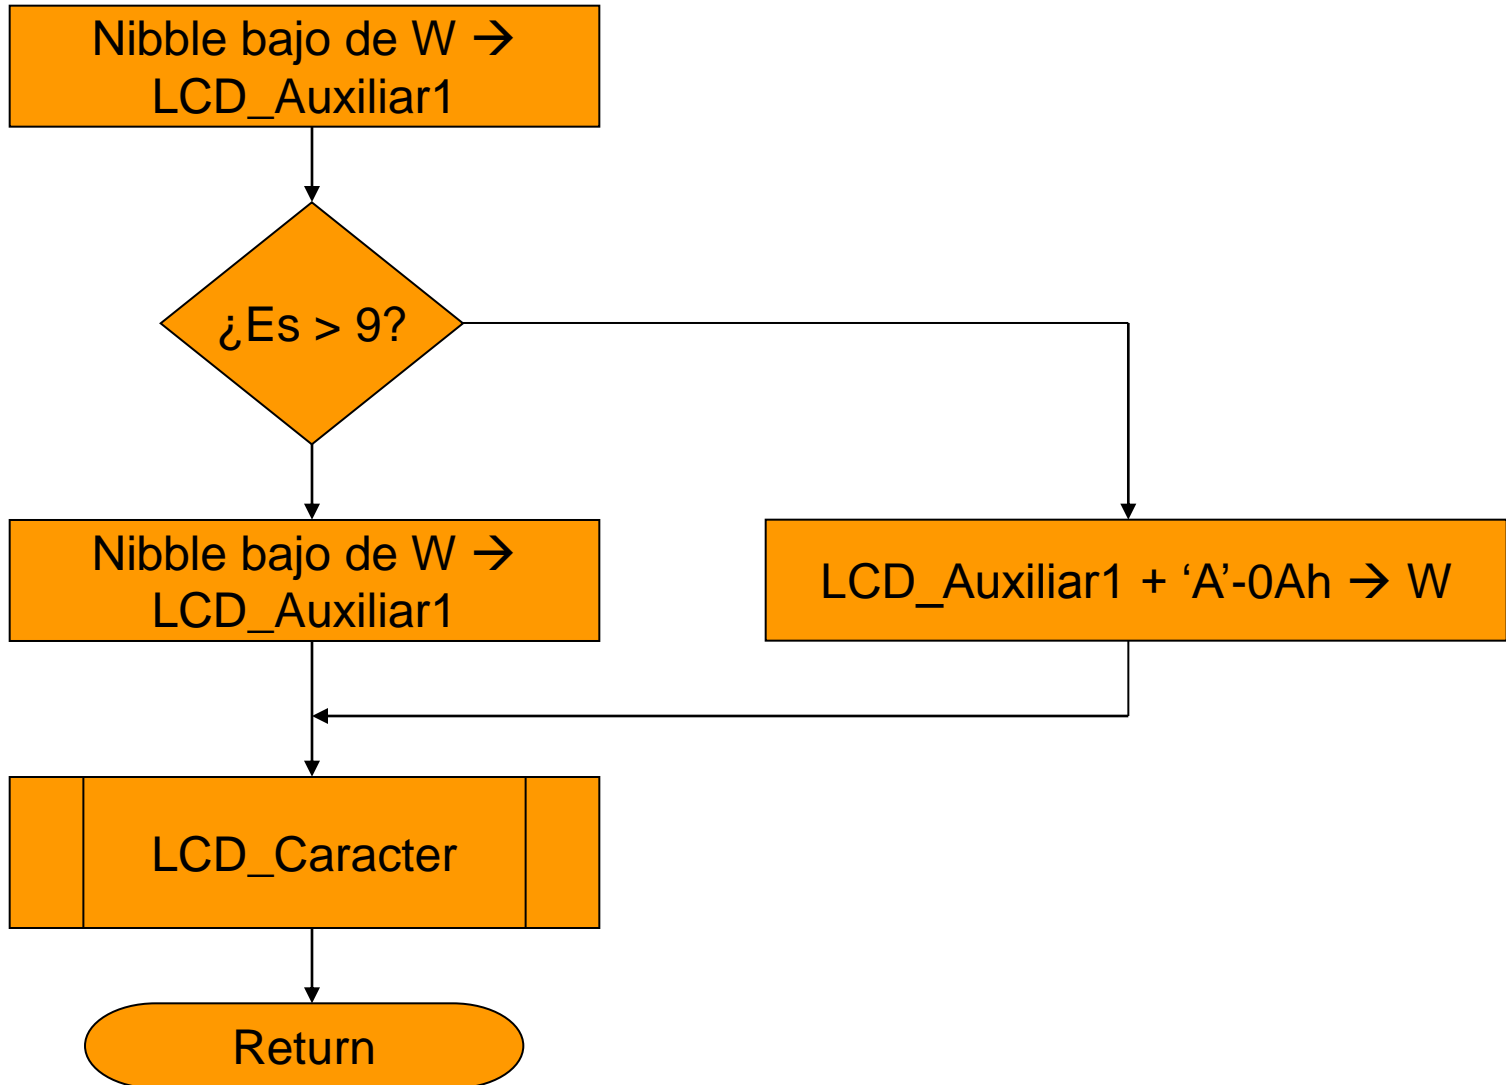 Nibble bajo de W →
LCD_Auxiliar1
¿Es > 9?
Nibble bajo de W →
LCD_Auxiliar1
LCD_Auxiliar1 + ‘A’-0Ah → W
LCD_Caracter
Return